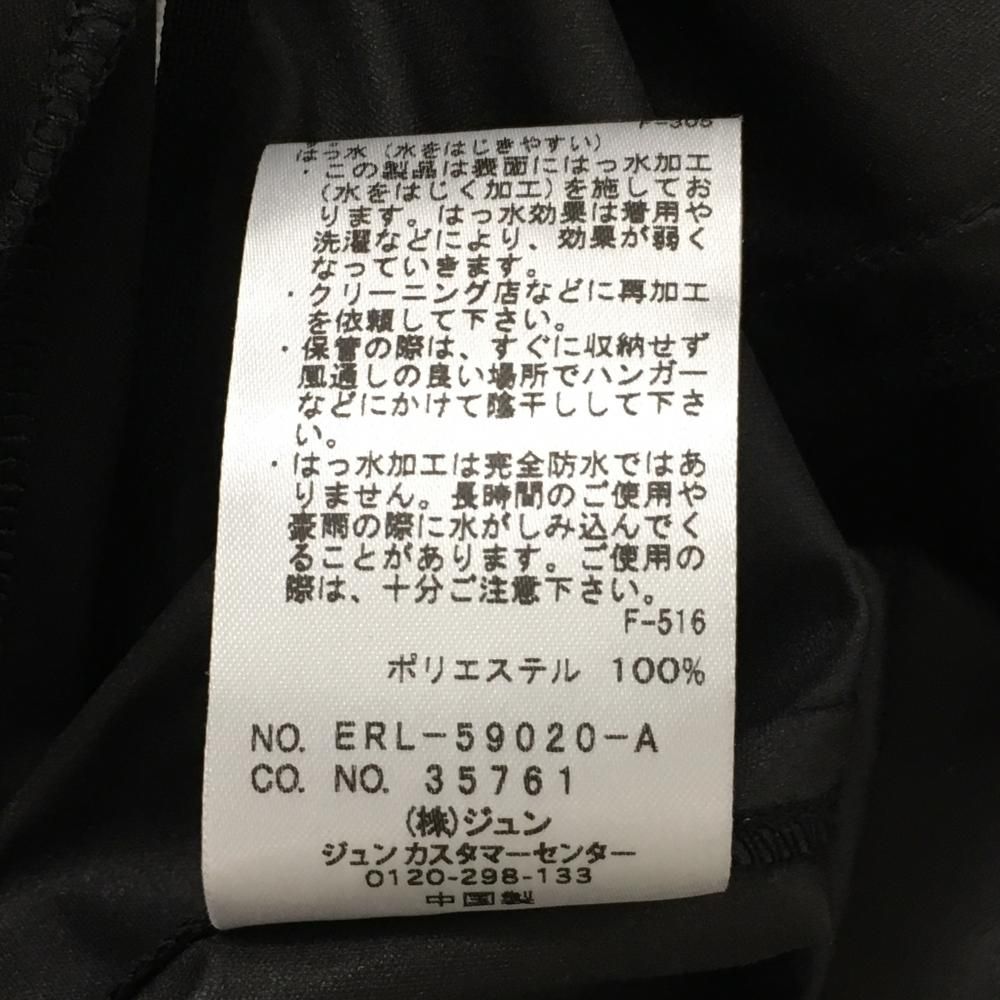 F-306
はっ水（水をはじきやすい）
・この製品は表面にはっ水加工
（水をはじく加工）を施してお
ります。はっ水効果は着用や
洗濯などにより、効果が弱く
なっていきます。
・クリーニング店などに再加工
を依頼して下さい。
・保管の際は、すぐに収納せず
風通しの良い場所でハンガー
などにかけて陰干しして下さ
い。
・はっ水加工は完全防水ではあ
りません。長時間のご使用や
豪雨の際に水がしみ込んでく
ることがあります。ご使用の
際は、十分ご注意下さい。
F-516
ポリエステル 100%
NO. ERL-59020-A
CO. NO. 35761
(株)ジュン
ジュン カスタマーセンター
0120-298-133
中国製